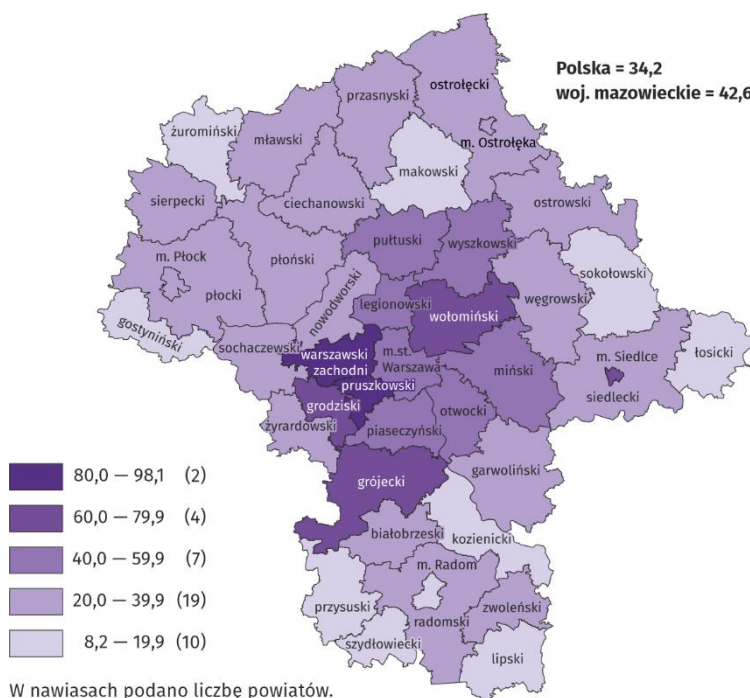 Polska = 34,2
woj. mazowieckie = 42,6
ostrołęcki
przasnyski
żuromiński
mławski
m. Ostrołęka
makowski
ciechanowski
sierpecki
ostrowski
pułtuski
wyszkowski
m. Płock
płoński
sokołowski
płocki
nowodworski
legionowski
węgrowski
wołomiński
gostyniński
sochaczewski
warszawski
zachodni
m.st.
Warszawa
m. Siedlce
łosicki
pruszkowski
miński
siedlecki
grodziski
otwocki
żyrardowski
piaseczyński
garwoliński
grójecki
80,0 — 98,1 (2)
60,0 — 79,9 (4)
40,0 — 59,9 (7)
20,0 — 39,9 (19)
8,2 — 19,9 (10)
białobrzeski
kozienicki
m. Radom
przysuski
zwoleński
radomski
szydłowiecki
lipski
W nawiasach podano liczbę powiatów.